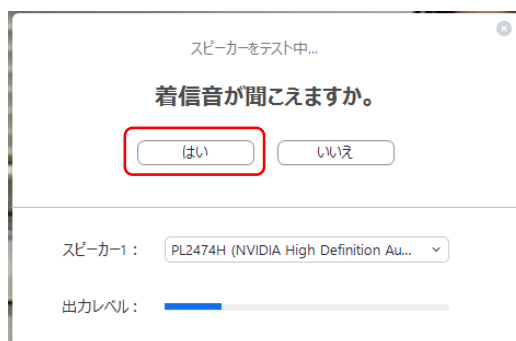 スピーカーをテスト中...
着信音が聞こえますか。
はい いいえ
スピーカー1： PL2474H (NVIDIA High Definition Au...
出力レベル：